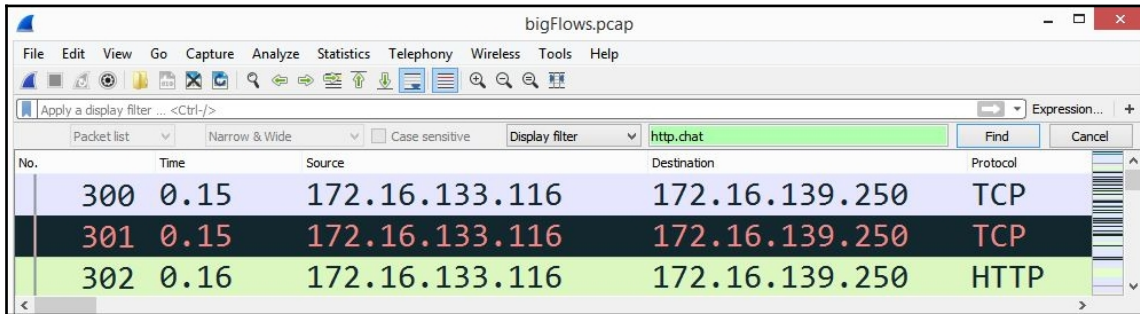 bigFlows.pcap
File Edit View Go Capture Analyze Statistics Telephony Wireless Tools Help
Apply a display filter ... <Ctrl-/> Expression... +
Packet list Narrow & Wide Case sensitive Display filter http.chat Find Cancel
No. Time Source Destination Protocol
300 0.15 172.16.133.116 172.16.139.250 TCP
301 0.15 172.16.133.116 172.16.139.250 TCP
302 0.16 172.16.133.116 172.16.139.250 HTTP